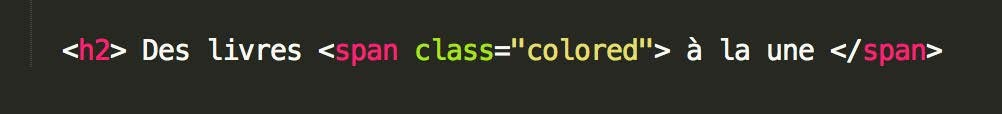 <h2> Des livres <span class="colored"> à la une </span>